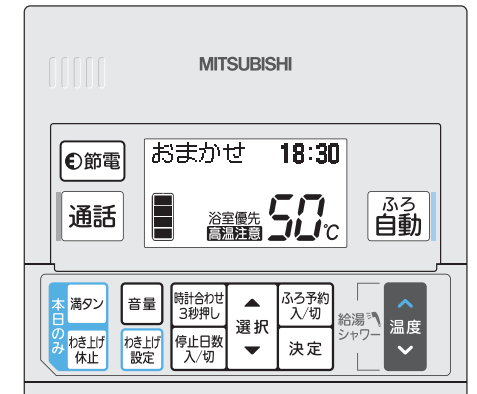 MITSUBISHI
節電
おまかせ 18:30
通話
浴室優先
高温注意
50℃
ふろ
自動
本日のみ
満タン
わき上げ
休止
音量
わき上げ
設定
時計合わせ
3秒押し
停止日数
入/切
選択
ふろ予約
入/切
決定
給湯
シャワー
温度